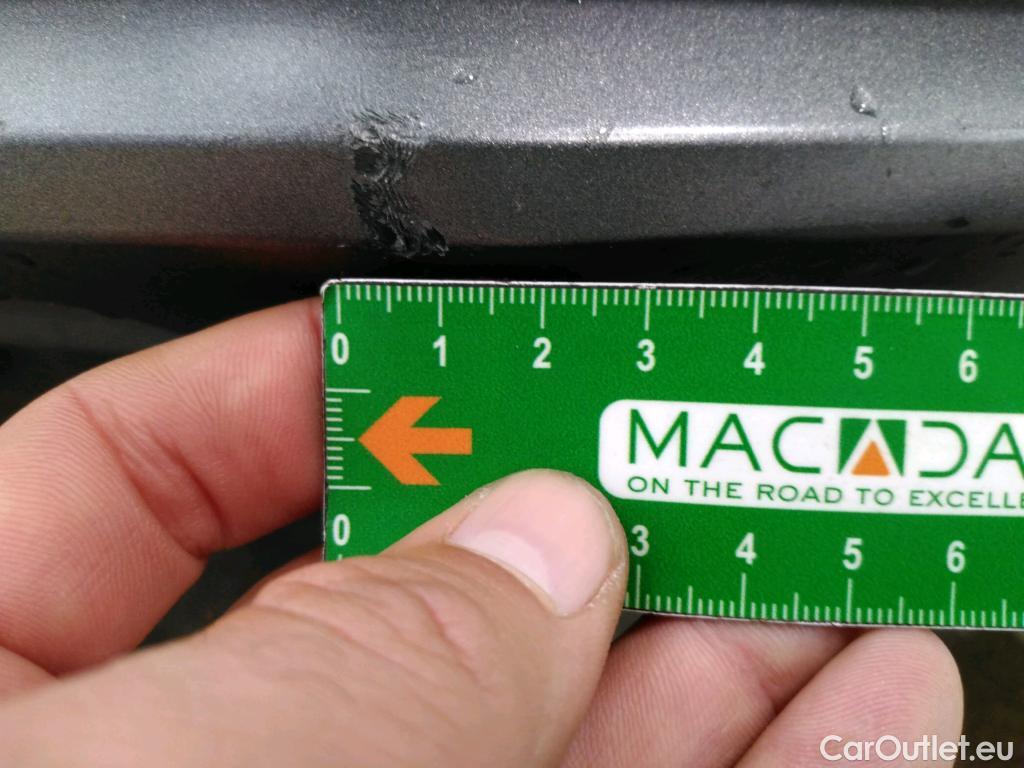 0 1 2 3 4 5 6
MACADA
ON THE ROAD TO EXCELLE
0 3 4 5 6
CarOutlet.eu